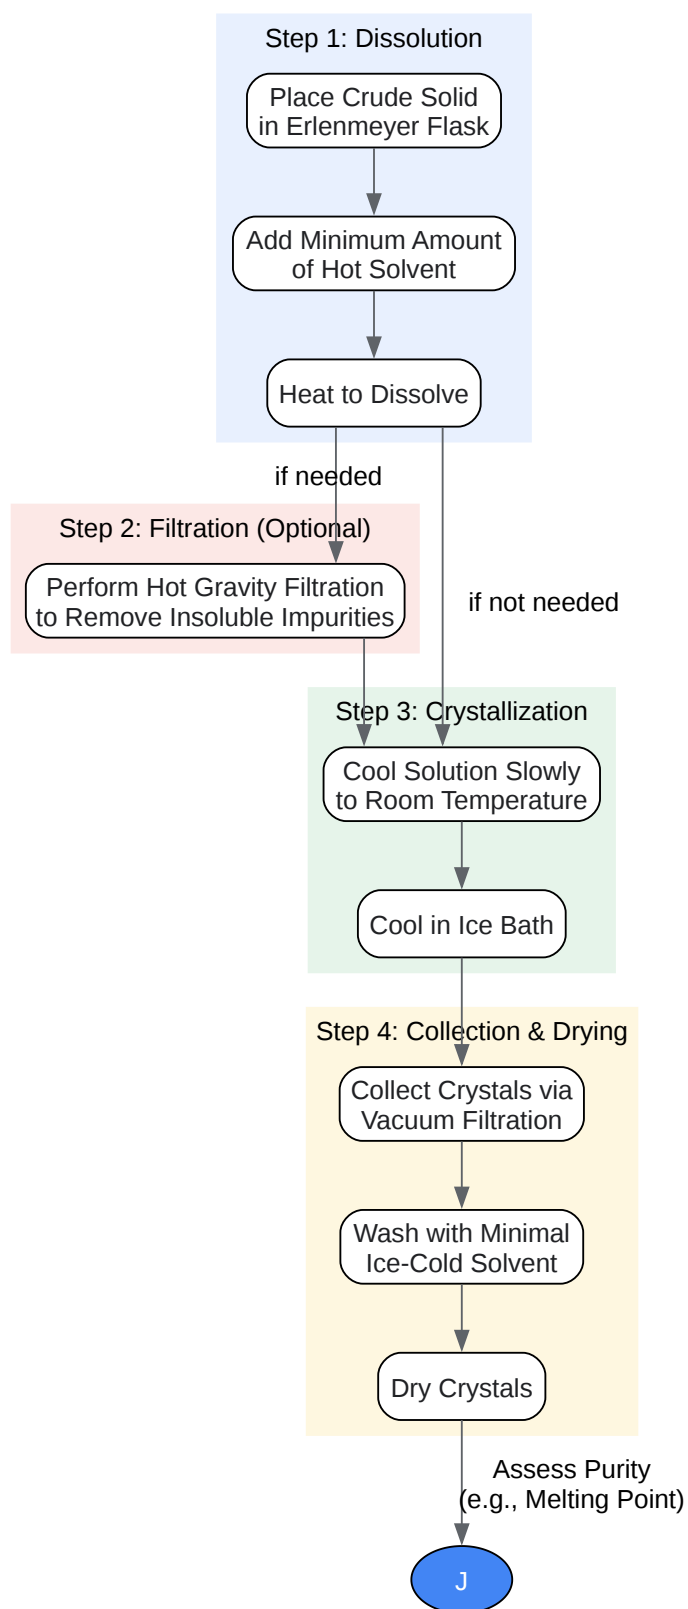 Step 1: Dissolution
Place Crude Solid
in Erlenmeyer Flask
Add Minimum Amount
of Hot Solvent
Heat to Dissolve
if needed
Step 2: Filtration (Optional)
Perform Hot Gravity Filtration
to Remove Insoluble Impurities
if not needed
Step 3: Crystallization
Cool Solution Slowly
to Room Temperature
Cool in Ice Bath
Step 4: Collection & Drying
Collect Crystals via
Vacuum Filtration
Wash with Minimal
Ice-Cold Solvent
Dry Crystals
Assess Purity
(e.g., Melting Point)
J